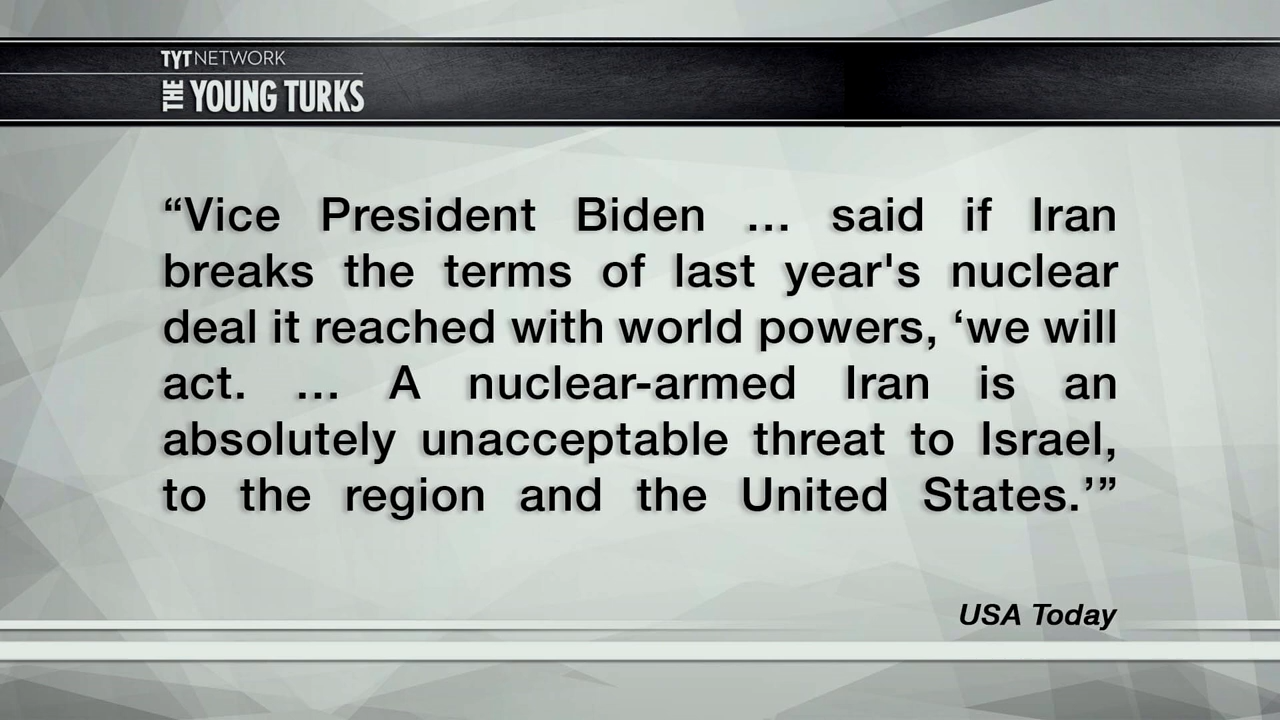 TYT NETWORK
THE YOUNG TURKS
“Vice President Biden ... said if Iran
breaks the terms of last year's nuclear
deal it reached with world powers, ‘we will
act. ... A nuclear-armed Iran is an
absolutely unacceptable threat to Israel,
to the region and the United States.’”
USA Today